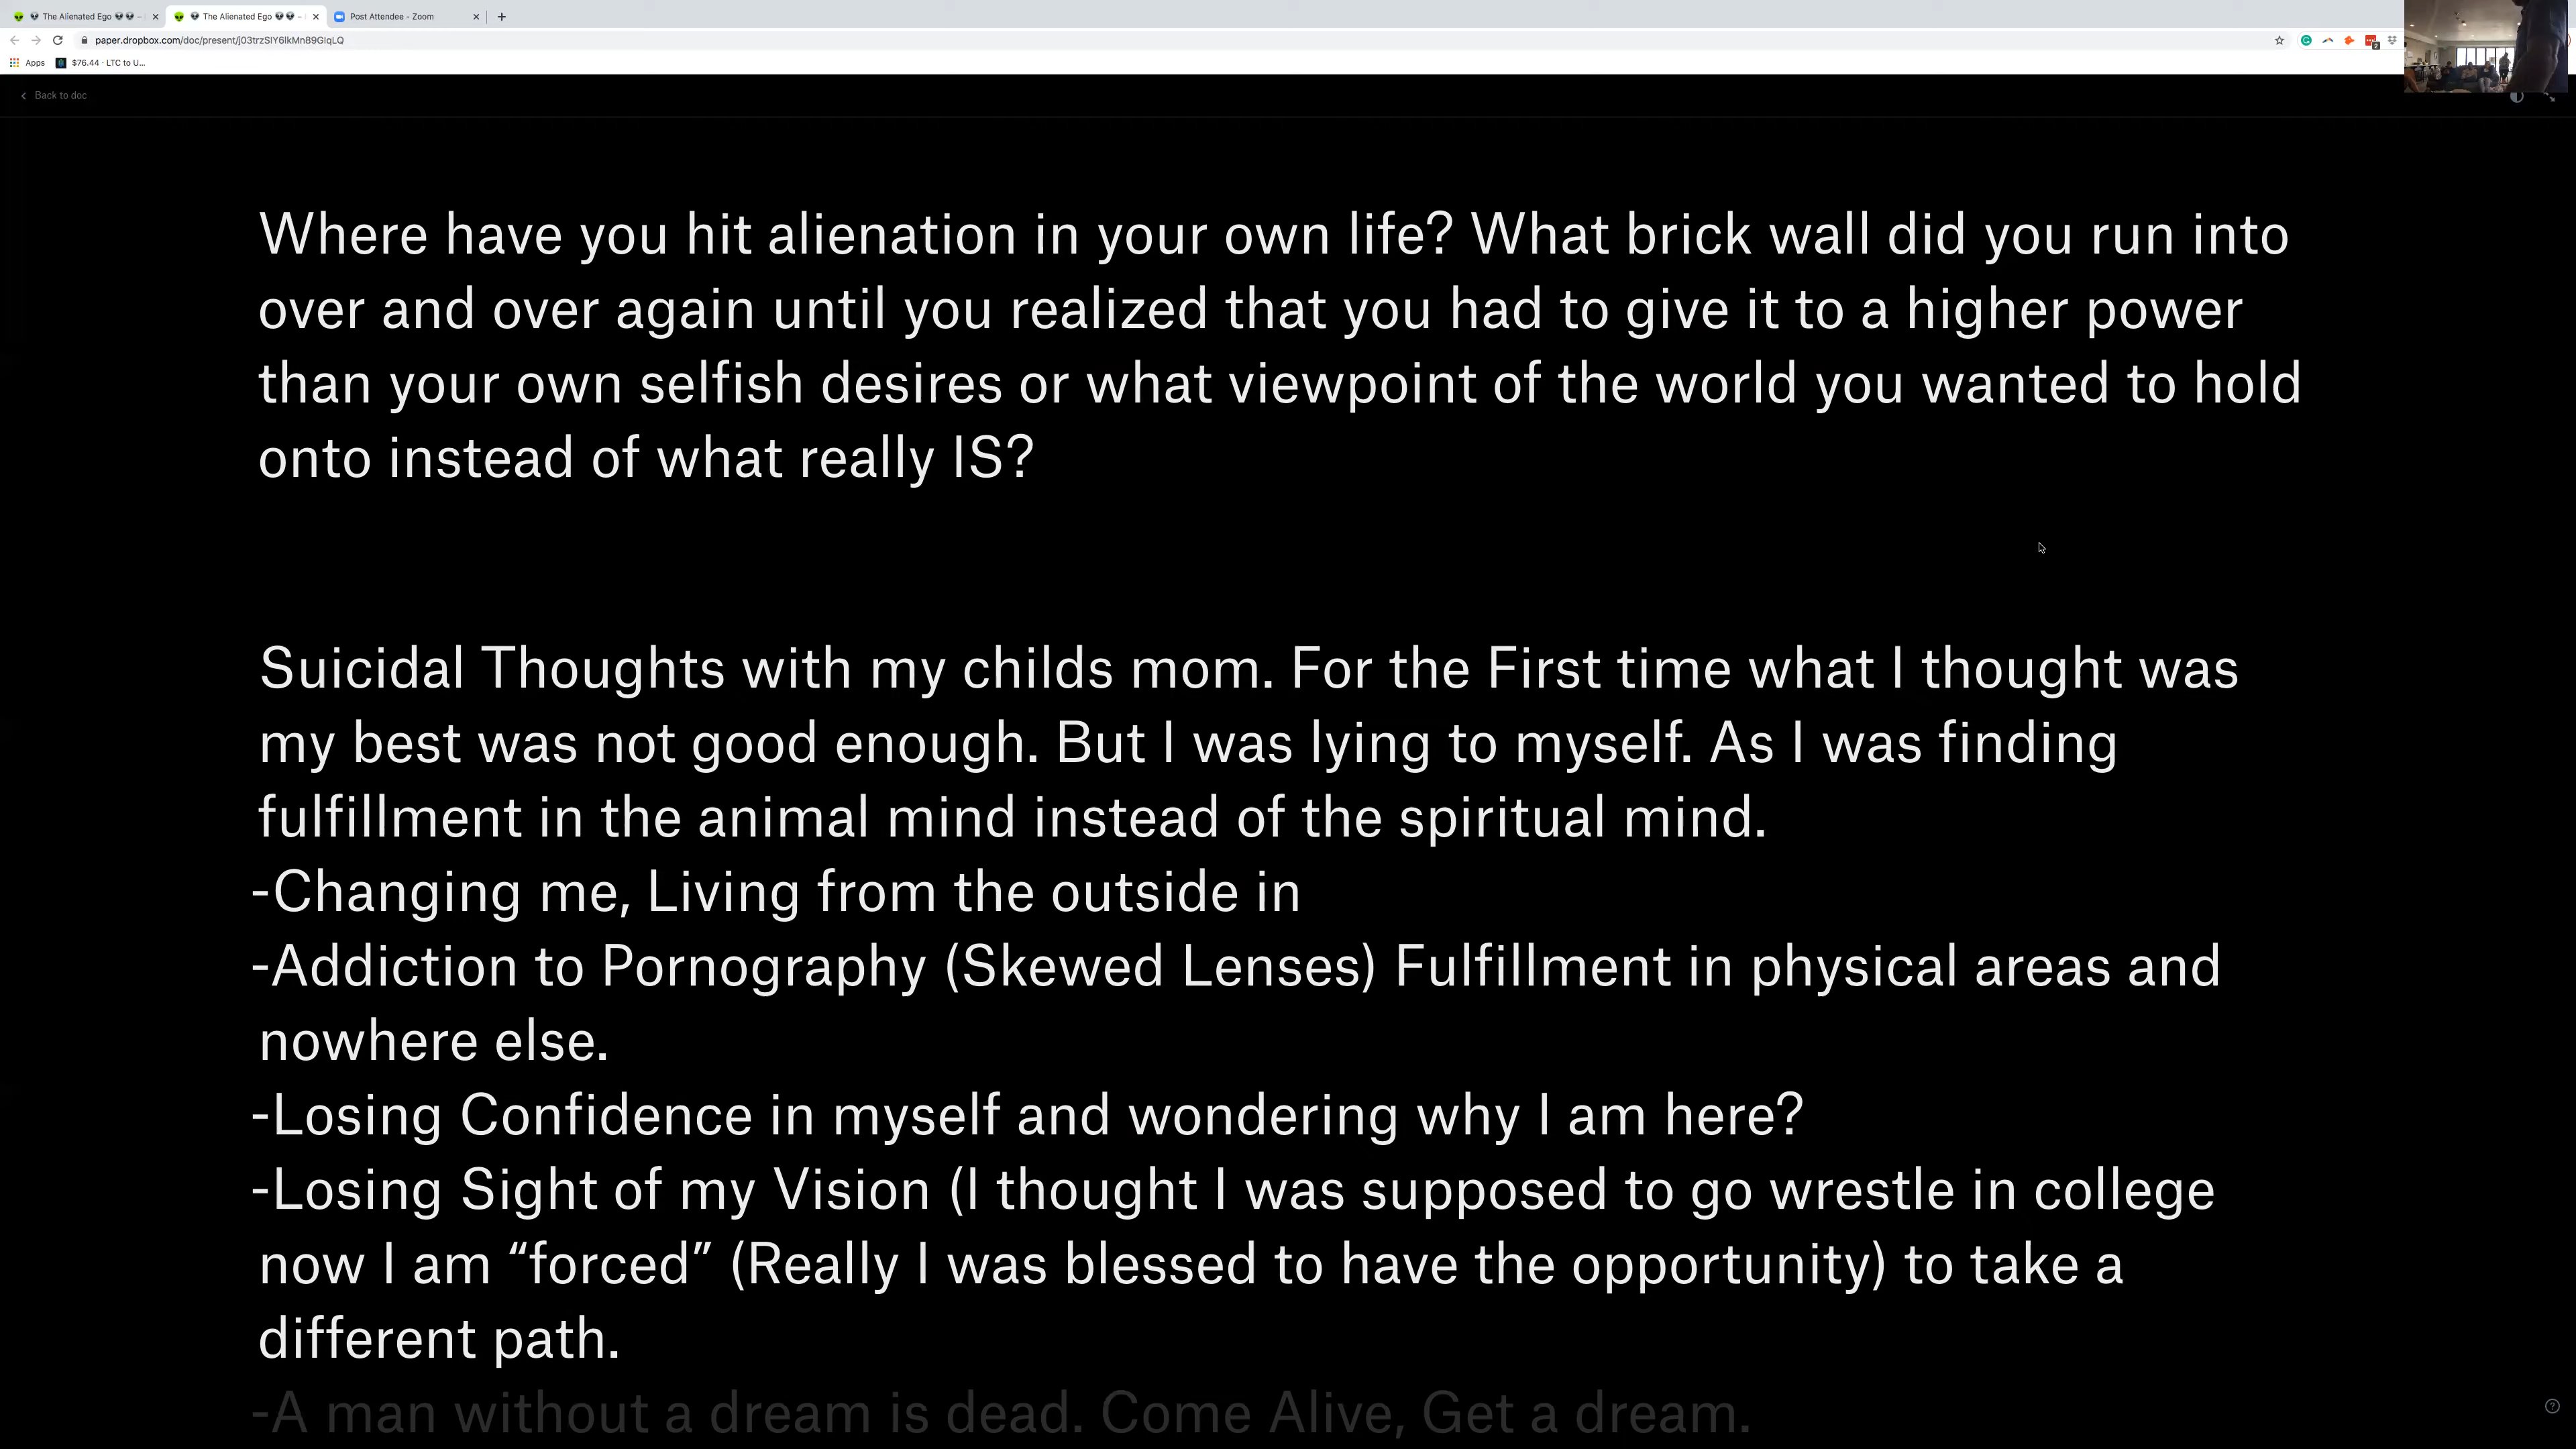 The Alienated Ego
The Alienated Ego
Post Attendee - Zoom
paper.dropbox.com/doc/present/j03trzSIY6lkMn89GlqLQ
Apps
$76.44 · LTC to U...
2
Back to doc
Where have you hit alienation in your own life? What brick wall did you run into
over and over again until you realized that you had to give it to a higher power
than your own selfish desires or what viewpoint of the world you wanted to hold
onto instead of what really IS?
Suicidal Thoughts with my childs mom. For the First time what I thought was
my best was not good enough. But I was lying to myself. As I was finding
fulfillment in the animal mind instead of the spiritual mind.
-Changing me, Living from the outside in
-Addiction to Pornography (Skewed Lenses) Fulfillment in physical areas and
nowhere else.
-Losing Confidence in myself and wondering why I am here?
-Losing Sight of my Vision (I thought I was supposed to go wrestle in college
now I am “forced” (Really I was blessed to have the opportunity) to take a
different path.
-A man without a dream is dead. Come Alive, Get a dream.